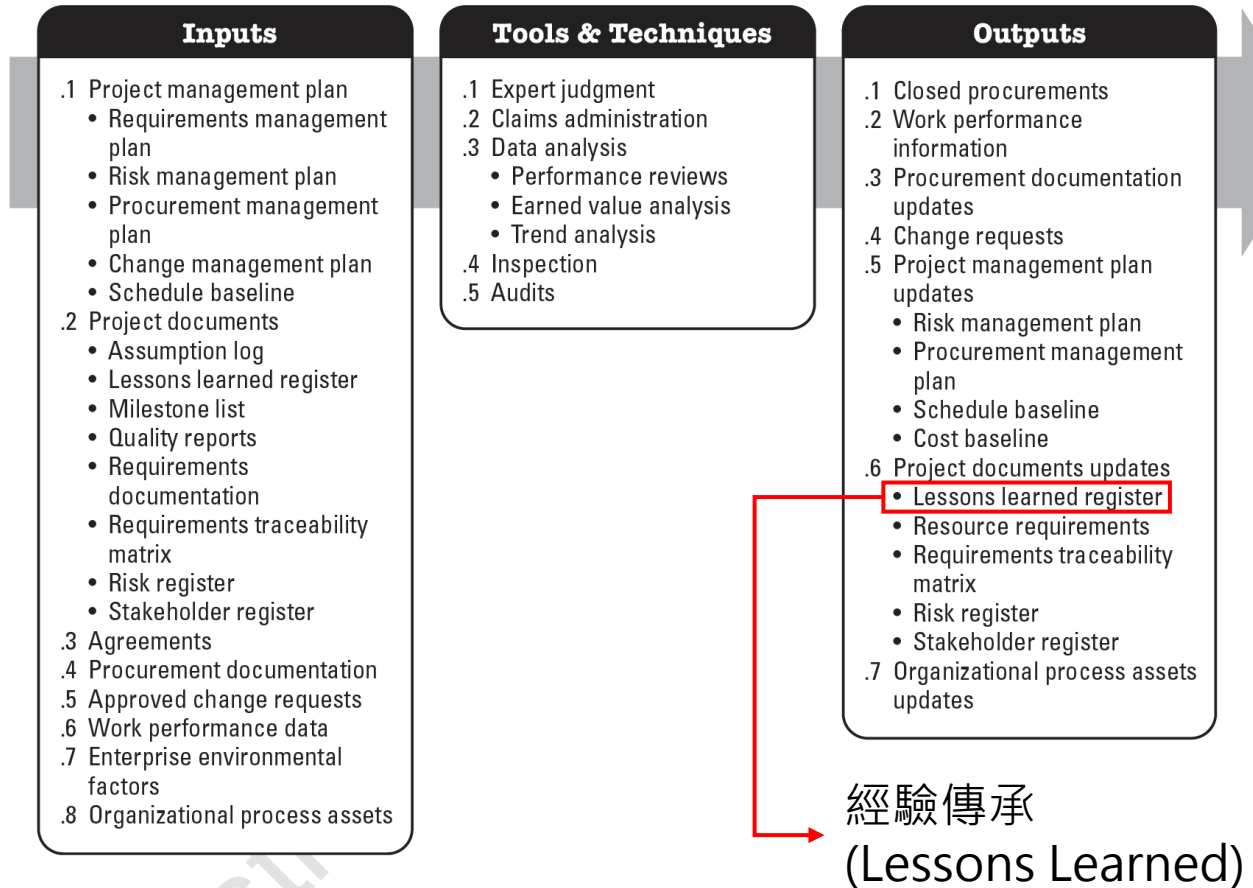 Inputs
.1 Project management plan
• Requirements management
plan
• Risk management plan
• Procurement management
plan
• Change management plan
• Schedule baseline
.2 Project documents
• Assumption log
• Lessons learned register
• Milestone list
• Quality reports
• Requirements
documentation
• Requirements traceability
matrix
• Risk register
• Stakeholder register
.3 Agreements
.4 Procurement documentation
.5 Approved change requests
.6 Work performance data
.7 Enterprise environmental
factors
.8 Organizational process assets
Tools & Techniques
.1 Expert judgment
.2 Claims administration
.3 Data analysis
• Performance reviews
• Earned value analysis
• Trend analysis
.4 Inspection
.5 Audits
Outputs
.1 Closed procurements
.2 Work performance
information
.3 Procurement documentation
updates
.4 Change requests
.5 Project management plan
updates
• Risk management plan
• Procurement management
plan
• Schedule baseline
• Cost baseline
.6 Project documents updates
• Lessons learned register
• Resource requirements
• Requirements traceability
matrix
• Risk register
• Stakeholder register
.7 Organizational process assets
updates
經驗傳承
(Lessons Learned)